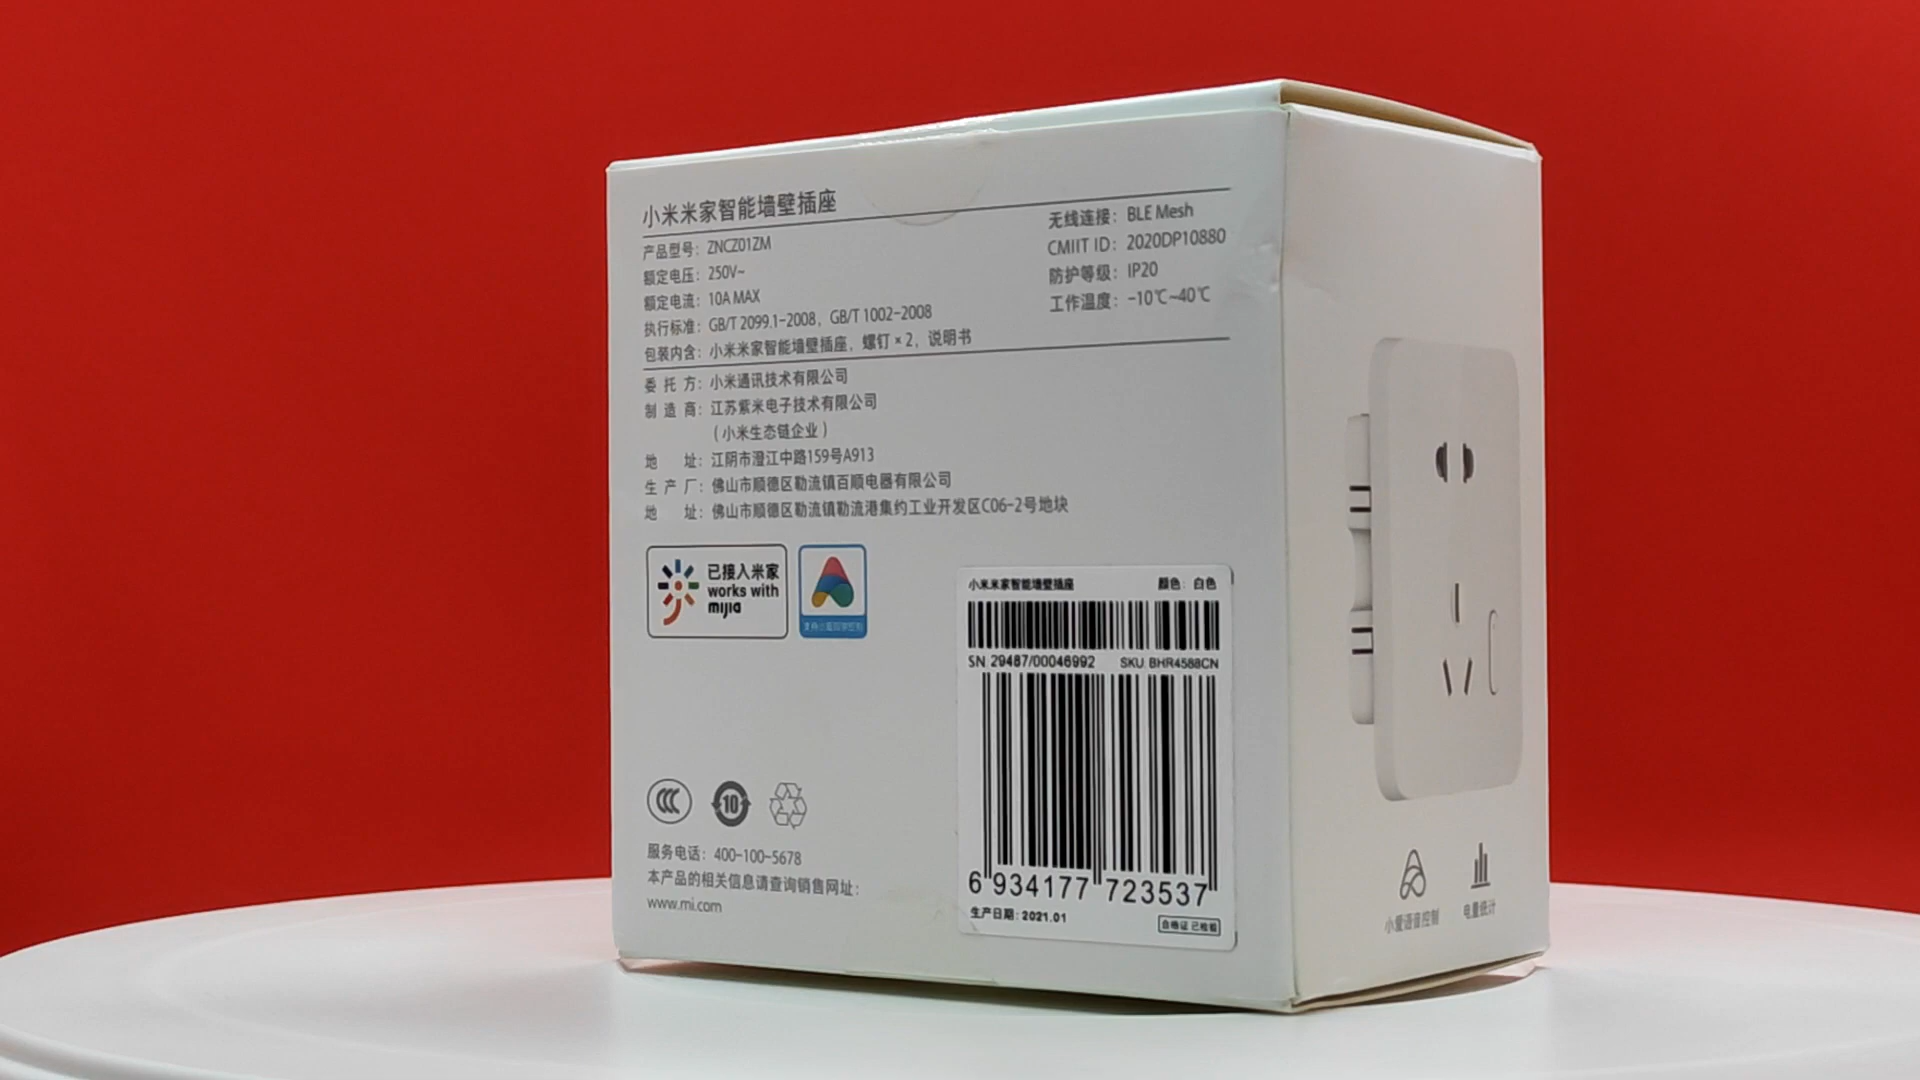 小米米家智能墙壁插座
产品型号：ZNCZ01ZM
额定电压：250V~
额定电流：10A MAX
执行标准：GB/T 2099.1-2008，GB/T 1002-2008
包装内含：小米米家智能墙壁插座，螺钉×2，说明书
无线连接：BLE Mesh
CMIIT ID：2020DP10880
防护等级：IP20
工作温度：-10℃~40℃
委托方：小米通讯技术有限公司
制造商：江苏紫米电子技术有限公司
（小米生态链企业）
地址：江阴市澄江中路159号A913
生产厂：佛山市顺德区勒流镇百顺电器有限公司
地址：佛山市顺德区勒流镇勒流港集约工业开发区C06-2号地块
已接入米家
works with
mijia
支持小爱同学控制
小米米家智能墙壁插座 颜色：白色
SN: 29487/00046992 SKU: BHR4588CN
6 934177 723537
生产日期: 2021.01
合格证 已检验
CCC
10
服务电话：400-100-5678
本产品的相关信息请查询销售网址：
www.mi.com
小爱语音控制
电量统计